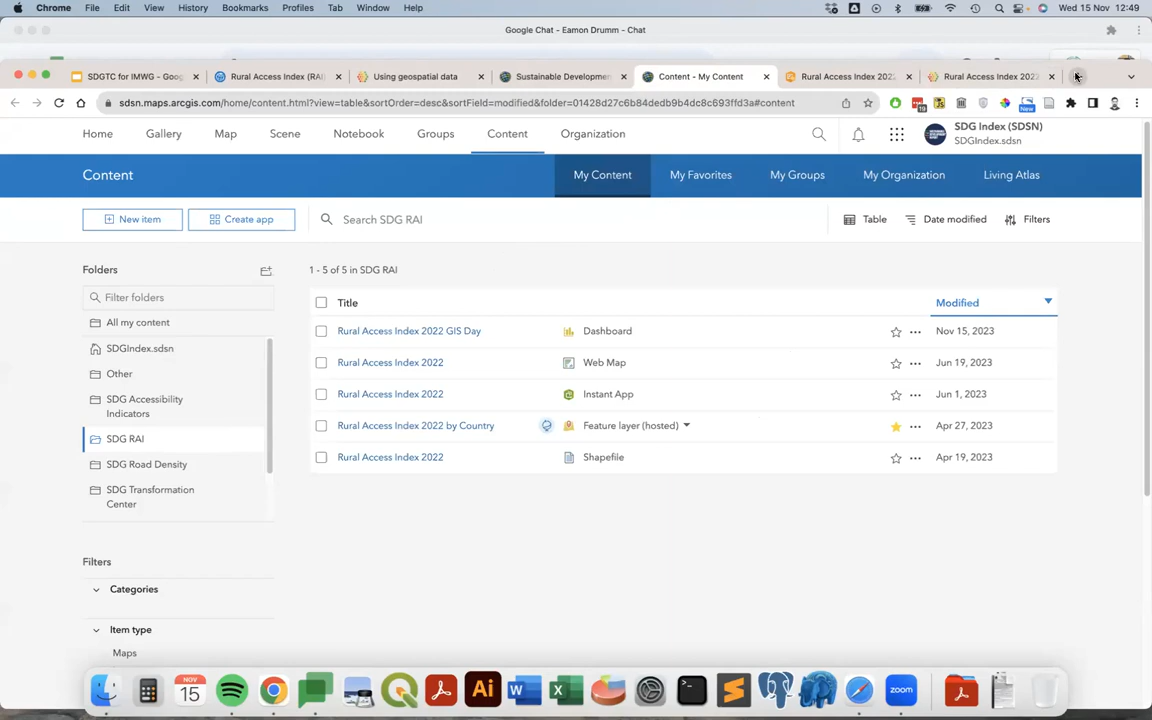 Chrome File Edit View History Bookmarks Profiles Tab Window Help Wed 15 Nov 12:49
Google Chat - Eamon Drumm - Chat
SDGTC for IMWG - Goog Rural Access Index (RAI) Using geospatial data Sustainable Developmen Content - My Content Rural Access Index 2022 Rural Access Index 2022
sdsn.maps.arcgis.com/home/content.html?view=table&sortOrder=desc&sortField=modified&folder=01428d27c6b84dedb9b4dc8c693ffd3a#content
19 New
Home Gallery Map Scene Notebook Groups Content Organization SDG Index (SDSN)
SDGIndex.sdsn
Content My Content My Favorites My Groups My Organization Living Atlas
New item Create app Search SDG RAI Table Date modified Filters
Folders 1 - 5 of 5 in SDG RAI
Filter folders Title Modified
All my content Rural Access Index 2022 GIS Day Dashboard Nov 15, 2023
SDGIndex.sdsn Rural Access Index 2022 Web Map Jun 19, 2023
Other Rural Access Index 2022 Instant App Jun 1, 2023
SDG Accessibility
Indicators
SDG RAI Rural Access Index 2022 by Country Feature layer (hosted) Apr 27, 2023
SDG Road Density Rural Access Index 2022 Shapefile Apr 19, 2023
SDG Transformation
Center
Filters
Categories
Item type
Maps
NOV
15 Ai W X zoom